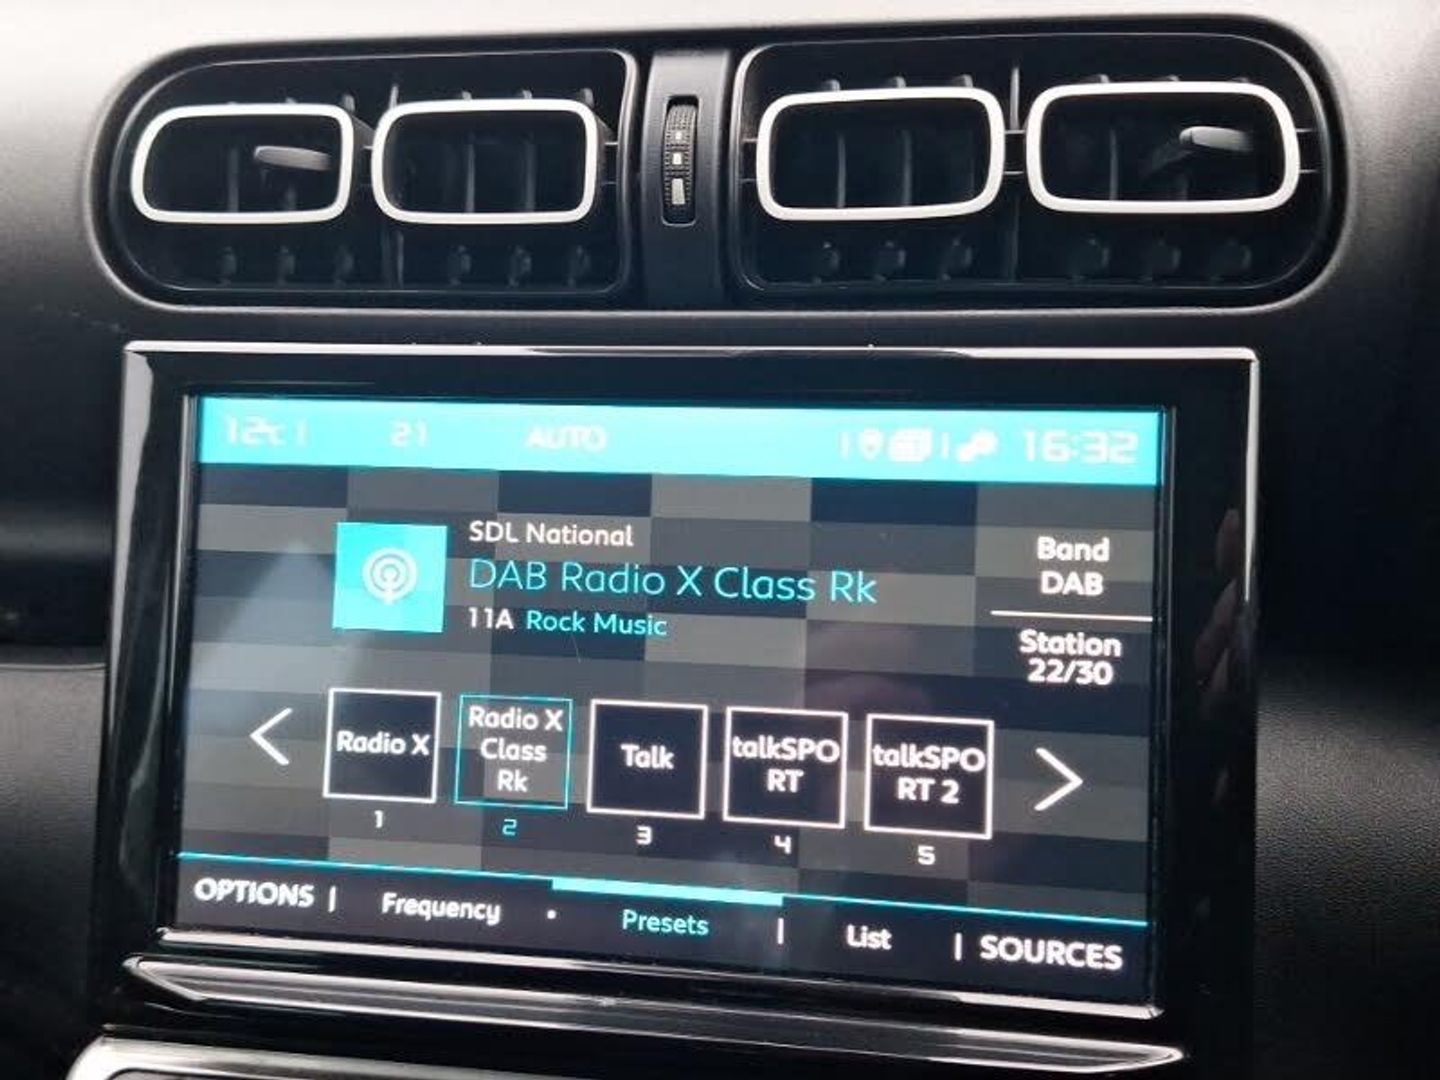 12°c 21 AUTO 16:32
SDL National
DAB Radio X Class Rk
11A Rock Music
Band
DAB
Station
22/30
Radio X
1
Radio X
Class
Rk
2
Talk
3
talkSPO
RT
4
talkSPO
RT 2
5
OPTIONS | Frequency • Presets | List | SOURCES